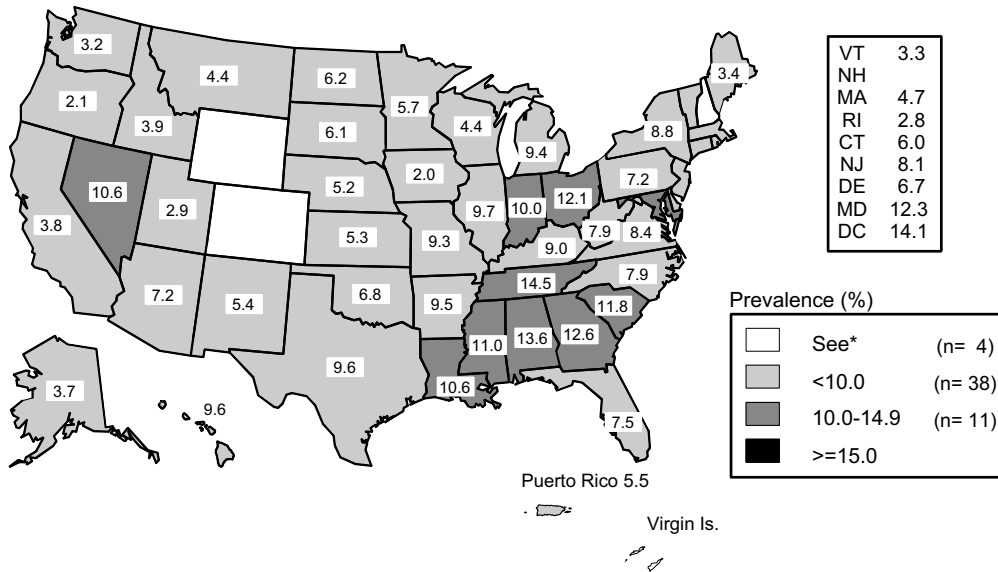 3.2
3.4
4.4
6.2
5.7
2.1
3.9
6.1
4.4
8.8
9.4
5.2
2.0
7.2
10.6
2.9
9.7
10.0
12.1
3.8
5.3
9.3
7.9
8.4
9.0
7.9
7.2
5.4
6.8
9.5
14.5
11.8
11.0
13.6
12.6
9.6
10.6
3.7
9.6
7.5
VT 3.3
NH
MA 4.7
RI 2.8
CT 6.0
NJ 8.1
DE 6.7
MD 12.3
DC 14.1
Prevalence (%)
See* (n= 4)
<10.0 (n= 38)
10.0-14.9 (n= 11)
>=15.0
Puerto Rico 5.5
Virgin Is.